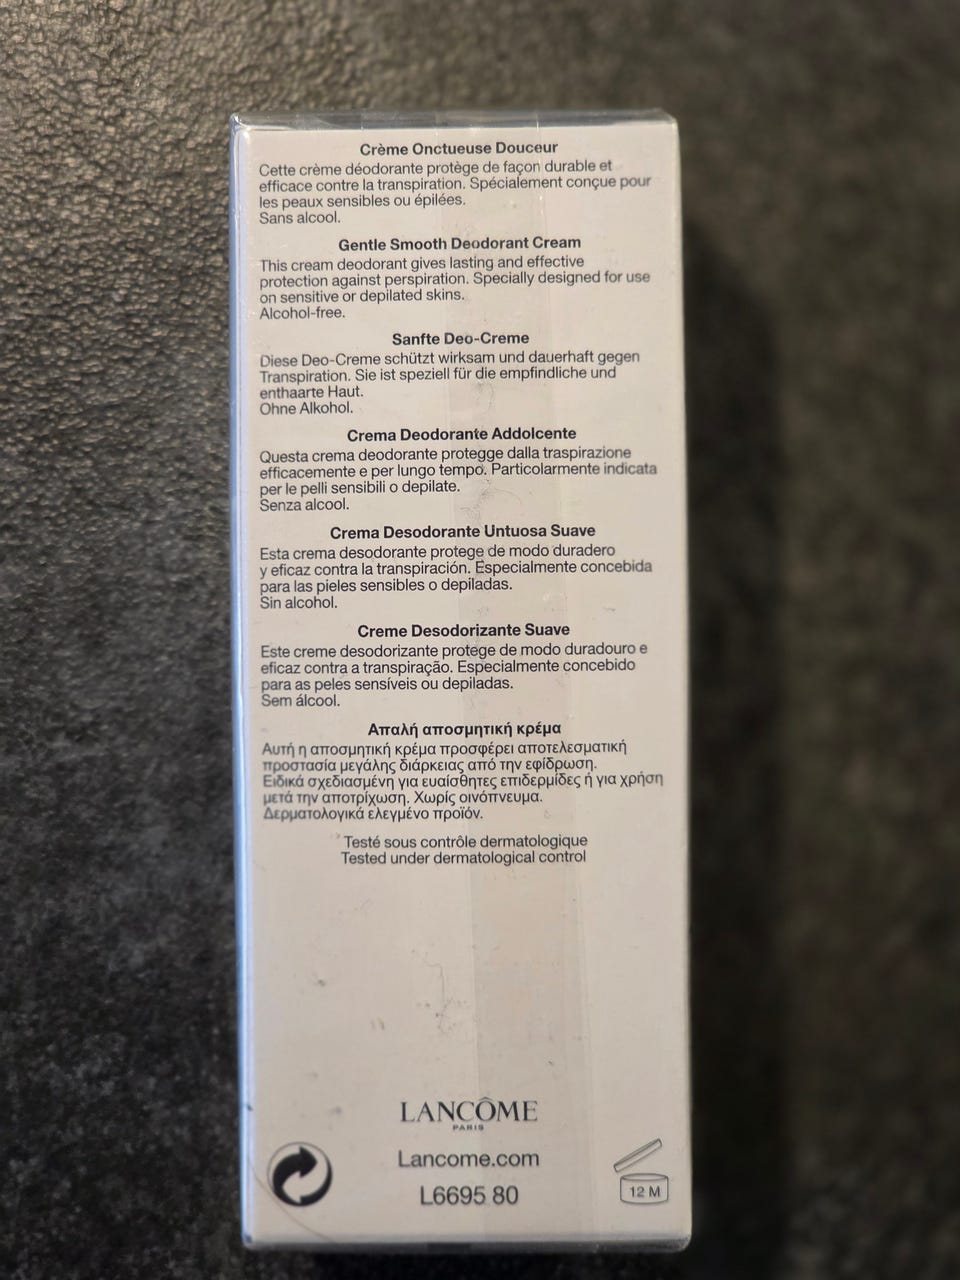 Crème Onctueuse Douceur
Cette crème déodorante protège de façon durable et
efficace contre la transpiration. Spécialement conçue pour
les peaux sensibles ou épilées.
Sans alcool.
Gentle Smooth Deodorant Cream
This cream deodorant gives lasting and effective
protection against perspiration. Specially designed for use
on sensitive or depilated skins.
Alcohol-free.
Sanfte Deo-Creme
Diese Deo-Creme schützt wirksam und dauerhaft gegen
Transpiration. Sie ist speziell für die empfindliche und
enthaarte Haut.
Ohne Alkohol.
Crema Deodorante Addolcente
Questa crema deodorante protegge dalla traspirazione
efficacemente e per lungo tempo. Particolarmente indicata
per le pelli sensibili o depilate.
Senza alcool.
Crema Desodorante Untuosa Suave
Esta crema desodorante protege de modo duradero
y eficaz contra la transpiración. Especialmente concebida
para las pieles sensibles o depiladas.
Sin alcohol.
Creme Desodorizante Suave
Este creme desodorizante protege de modo duradouro e
eficaz contra a transpiração. Especialmente concebido
para as peles sensíveis ou depiladas.
Sem álcool.
Απαλή αποσμητική κρέμα
Αυτή η αποσμητική κρέμα προσφέρει αποτελεσματική
προστασία μεγάλης διάρκειας από την εφίδρωση.
Ειδικά σχεδιασμένη για ευαίσθητες επιδερμίδες ή για χρήση
μετά την αποτρίχωση. Χωρίς οινόπνευμα.
Δερματολογικά ελεγμένο προϊόν.
Testé sous contrôle dermatologique
Tested under dermatological control
LANCÔME
PARIS
Lancome.com
L6695 80
12 M